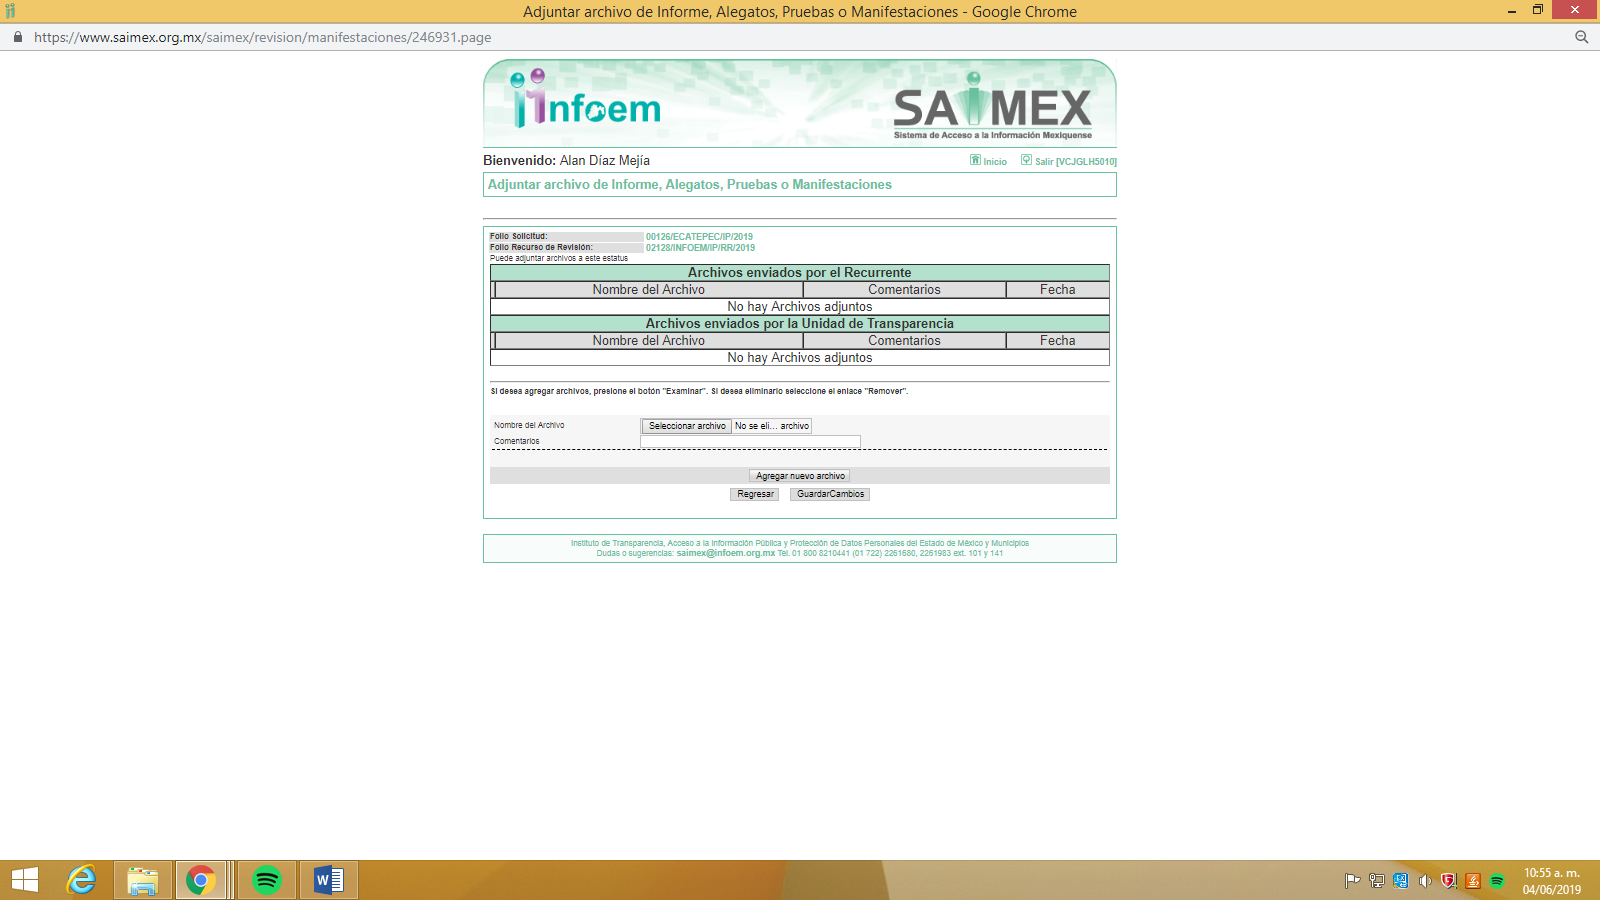 Adjuntar archivo de Informe, Alegatos, Pruebas o Manifestaciones - Google Chrome
https://www.saimex.org.mx/saimex/revision/manifestaciones/246931.page
infoem
SAIMEX
Sistema de Acceso a la Información Mexiquense
Bienvenido: Alan Díaz Mejía
Inicio Salir [VCJGLH5010]
Adjuntar archivo de Informe, Alegatos, Pruebas o Manifestaciones
Folio Solicitud: 00126/ECATEPEC/IP/2019
Folio Recurso de Revisión: 02128/INFOEM/IP/RR/2019
Puede adjuntar archivos a este estatus
Archivos enviados por el Recurrente
Nombre del Archivo Comentarios Fecha
No hay Archivos adjuntos
Archivos enviados por la Unidad de Transparencia
Nombre del Archivo Comentarios Fecha
No hay Archivos adjuntos
Si desea agregar archivos, presione el botón "Examinar". Si desea eliminarlo seleccione el enlace "Remover".
Nombre del Archivo Seleccionar archivo No se eli... archivo
Comentarios
Agregar nuevo archivo
Regresar GuardarCambios
Instituto de Transparencia, Acceso a la Información Pública y Protección de Datos Personales del Estado de México y Municipios
Dudas o sugerencias: saimex@infoem.org.mx Tel. 01 800 8210441 (01 722) 2261680, 2261983 ext. 101 y 141
10:55 a. m.
04/06/2019